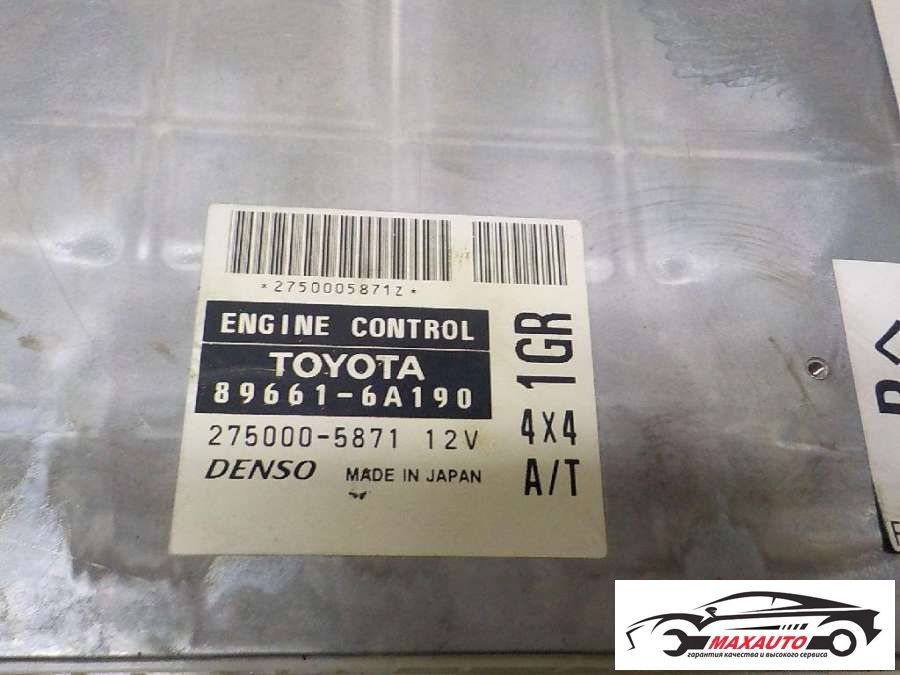 *2750005871Z*
ENGINE CONTROL
TOYOTA
89661-6A190
275000-5871 12V
DENSO MADE IN JAPAN
1GR
4X4
A/T
MAXAUTO
гарантия качества и высокого сервиса